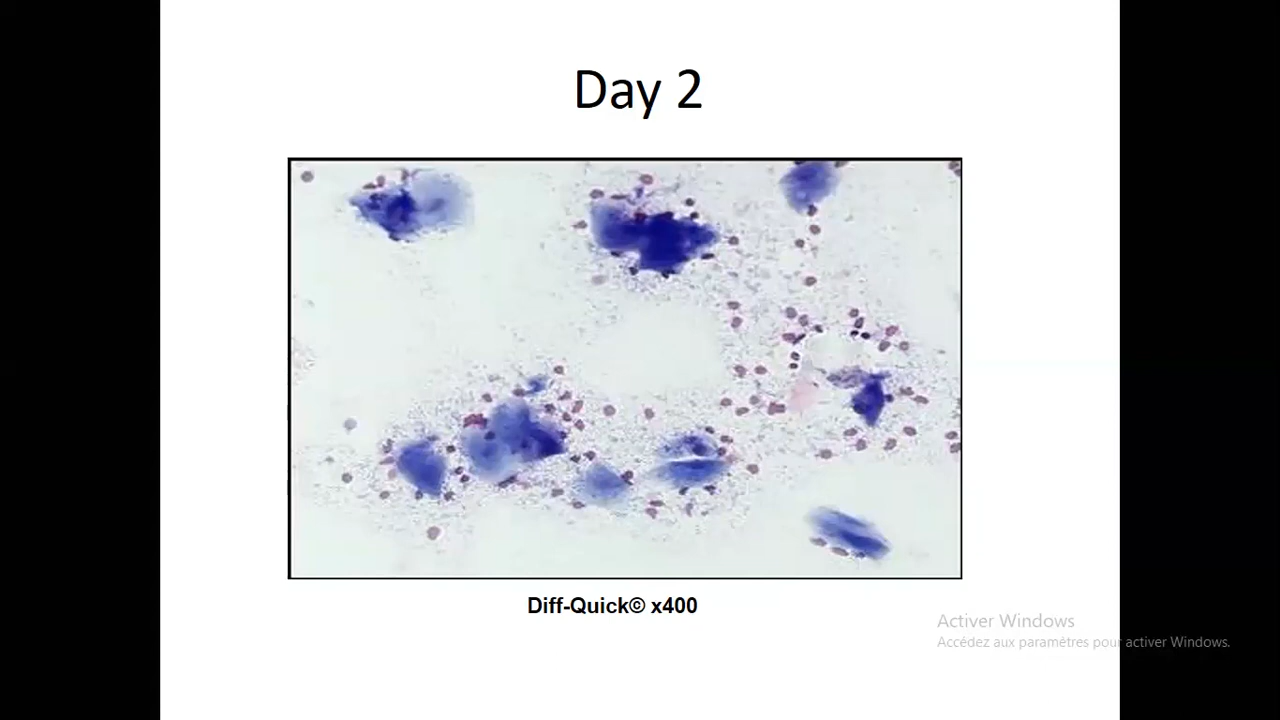 Day 2
Diff-Quick© x400
Activer Windows
Accédez aux paramètres pour activer Windows.